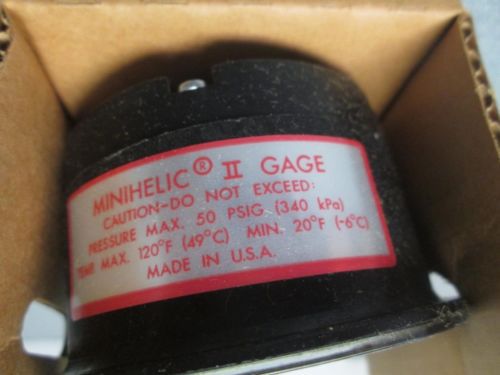 MINIHELIC® II GAGE
CAUTION-DO NOT EXCEED:
PRESSURE MAX. 50 PSIG (340 kPa)
TEMP. MAX. 120°F (49°C) MIN. 20°F (-6°C)
MADE IN U.S.A.